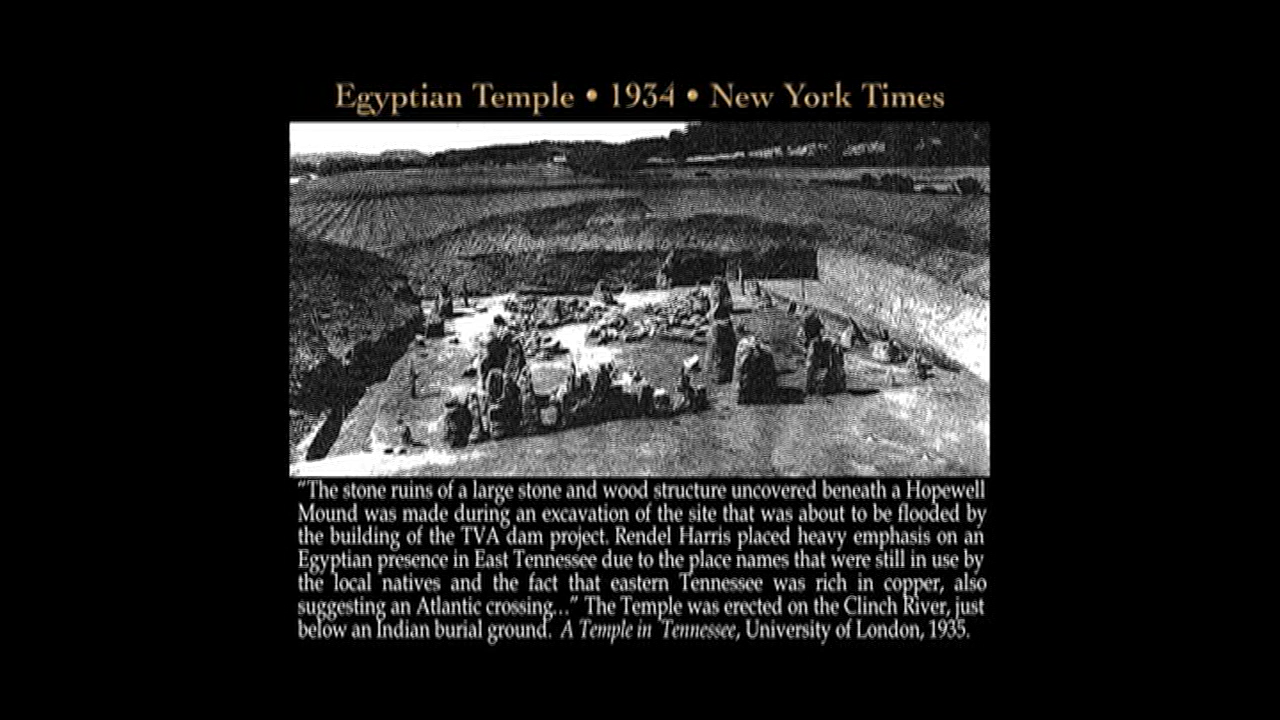 Egyptian Temple • 1934 • New York Times
“The stone ruins of a large stone and wood structure uncovered beneath a Hopewell
Mound was made during an excavation of the site that was about to be flooded by
the building of the TVA dam project. Rendel Harris placed heavy emphasis on an
Egyptian presence in East Tennessee due to the place names that were still in use by
the local natives and the fact that eastern Tennessee was rich in copper, also
suggesting an Atlantic crossing...” The Temple was erected on the Clinch River, just
below an Indian burial ground. A Temple in Tennessee, University of London, 1935.